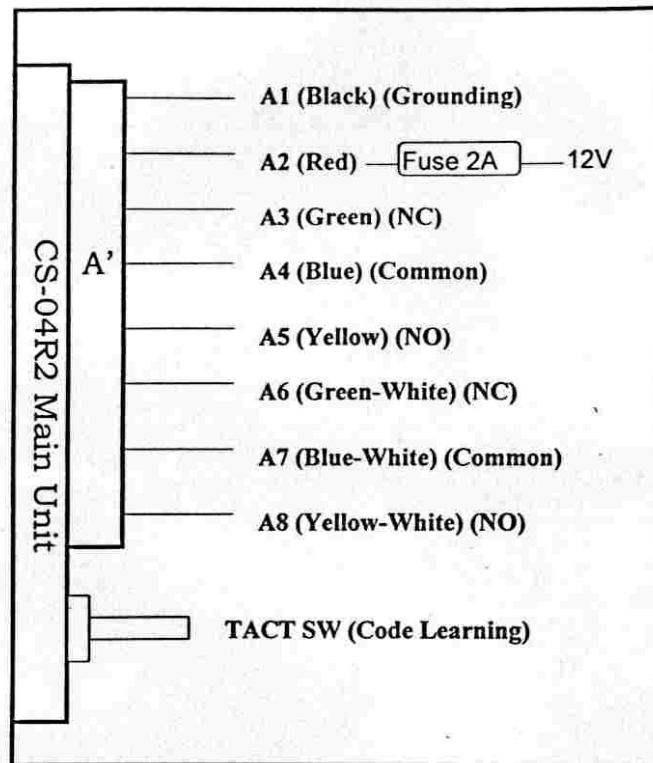 A1 (Black) (Grounding)
A2 (Red) Fuse 2A 12V
A3 (Green) (NC)
A4 (Blue) (Common)
A5 (Yellow) (NO)
A6 (Green-White) (NC)
A7 (Blue-White) (Common)
A8 (Yellow-White) (NO)
A'
CS-04R2 Main Unit
TACT SW (Code Learning)